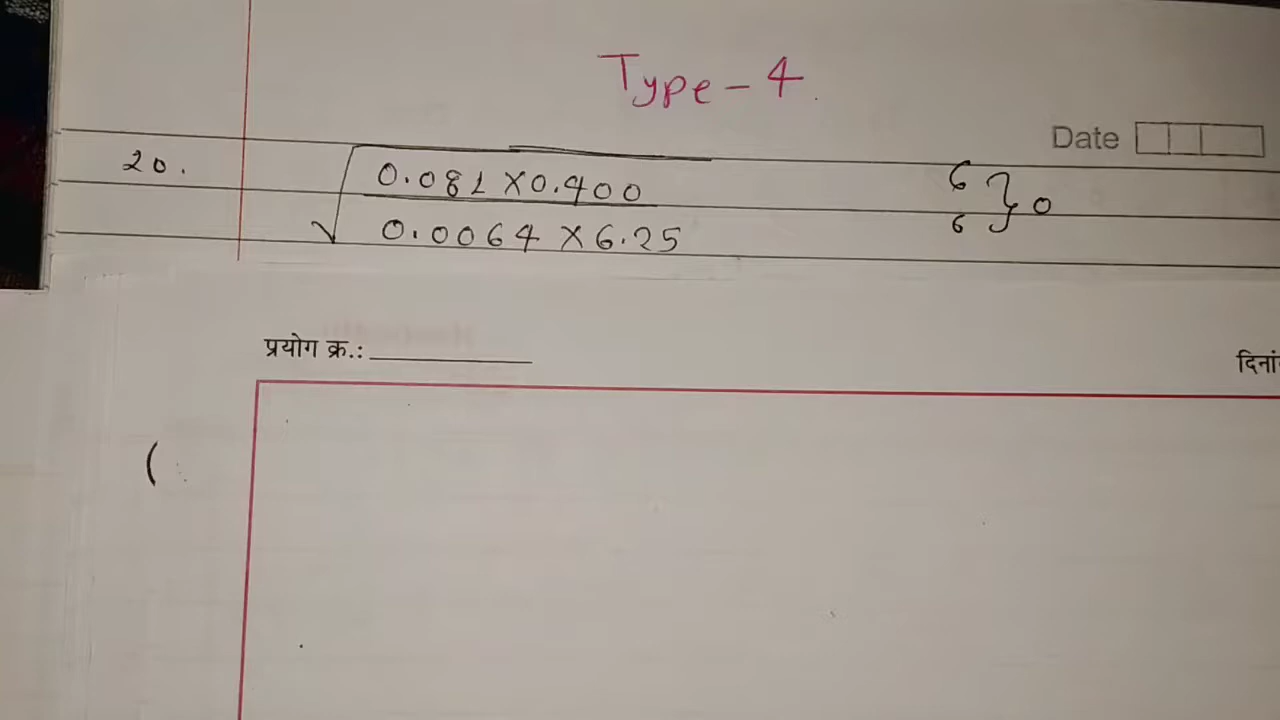 Type - 4.
Date
20. √ 0.081 × 0.400 6 } 0
0.0064 × 6.25 6
प्रयोग क्र.:
दिनां
(